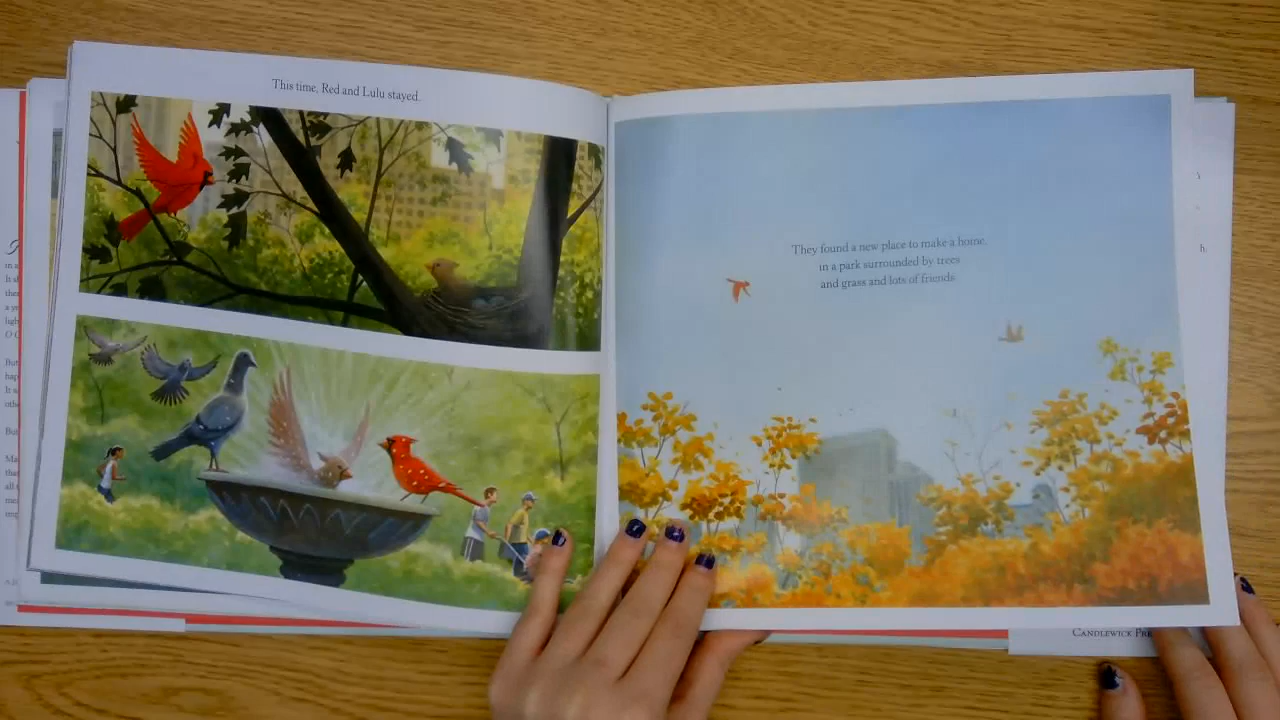 This time, Red and Lulu stayed.
They found a new place to make a home,
in a park surrounded by trees
and grass and lots of friends
CANDLEWICK